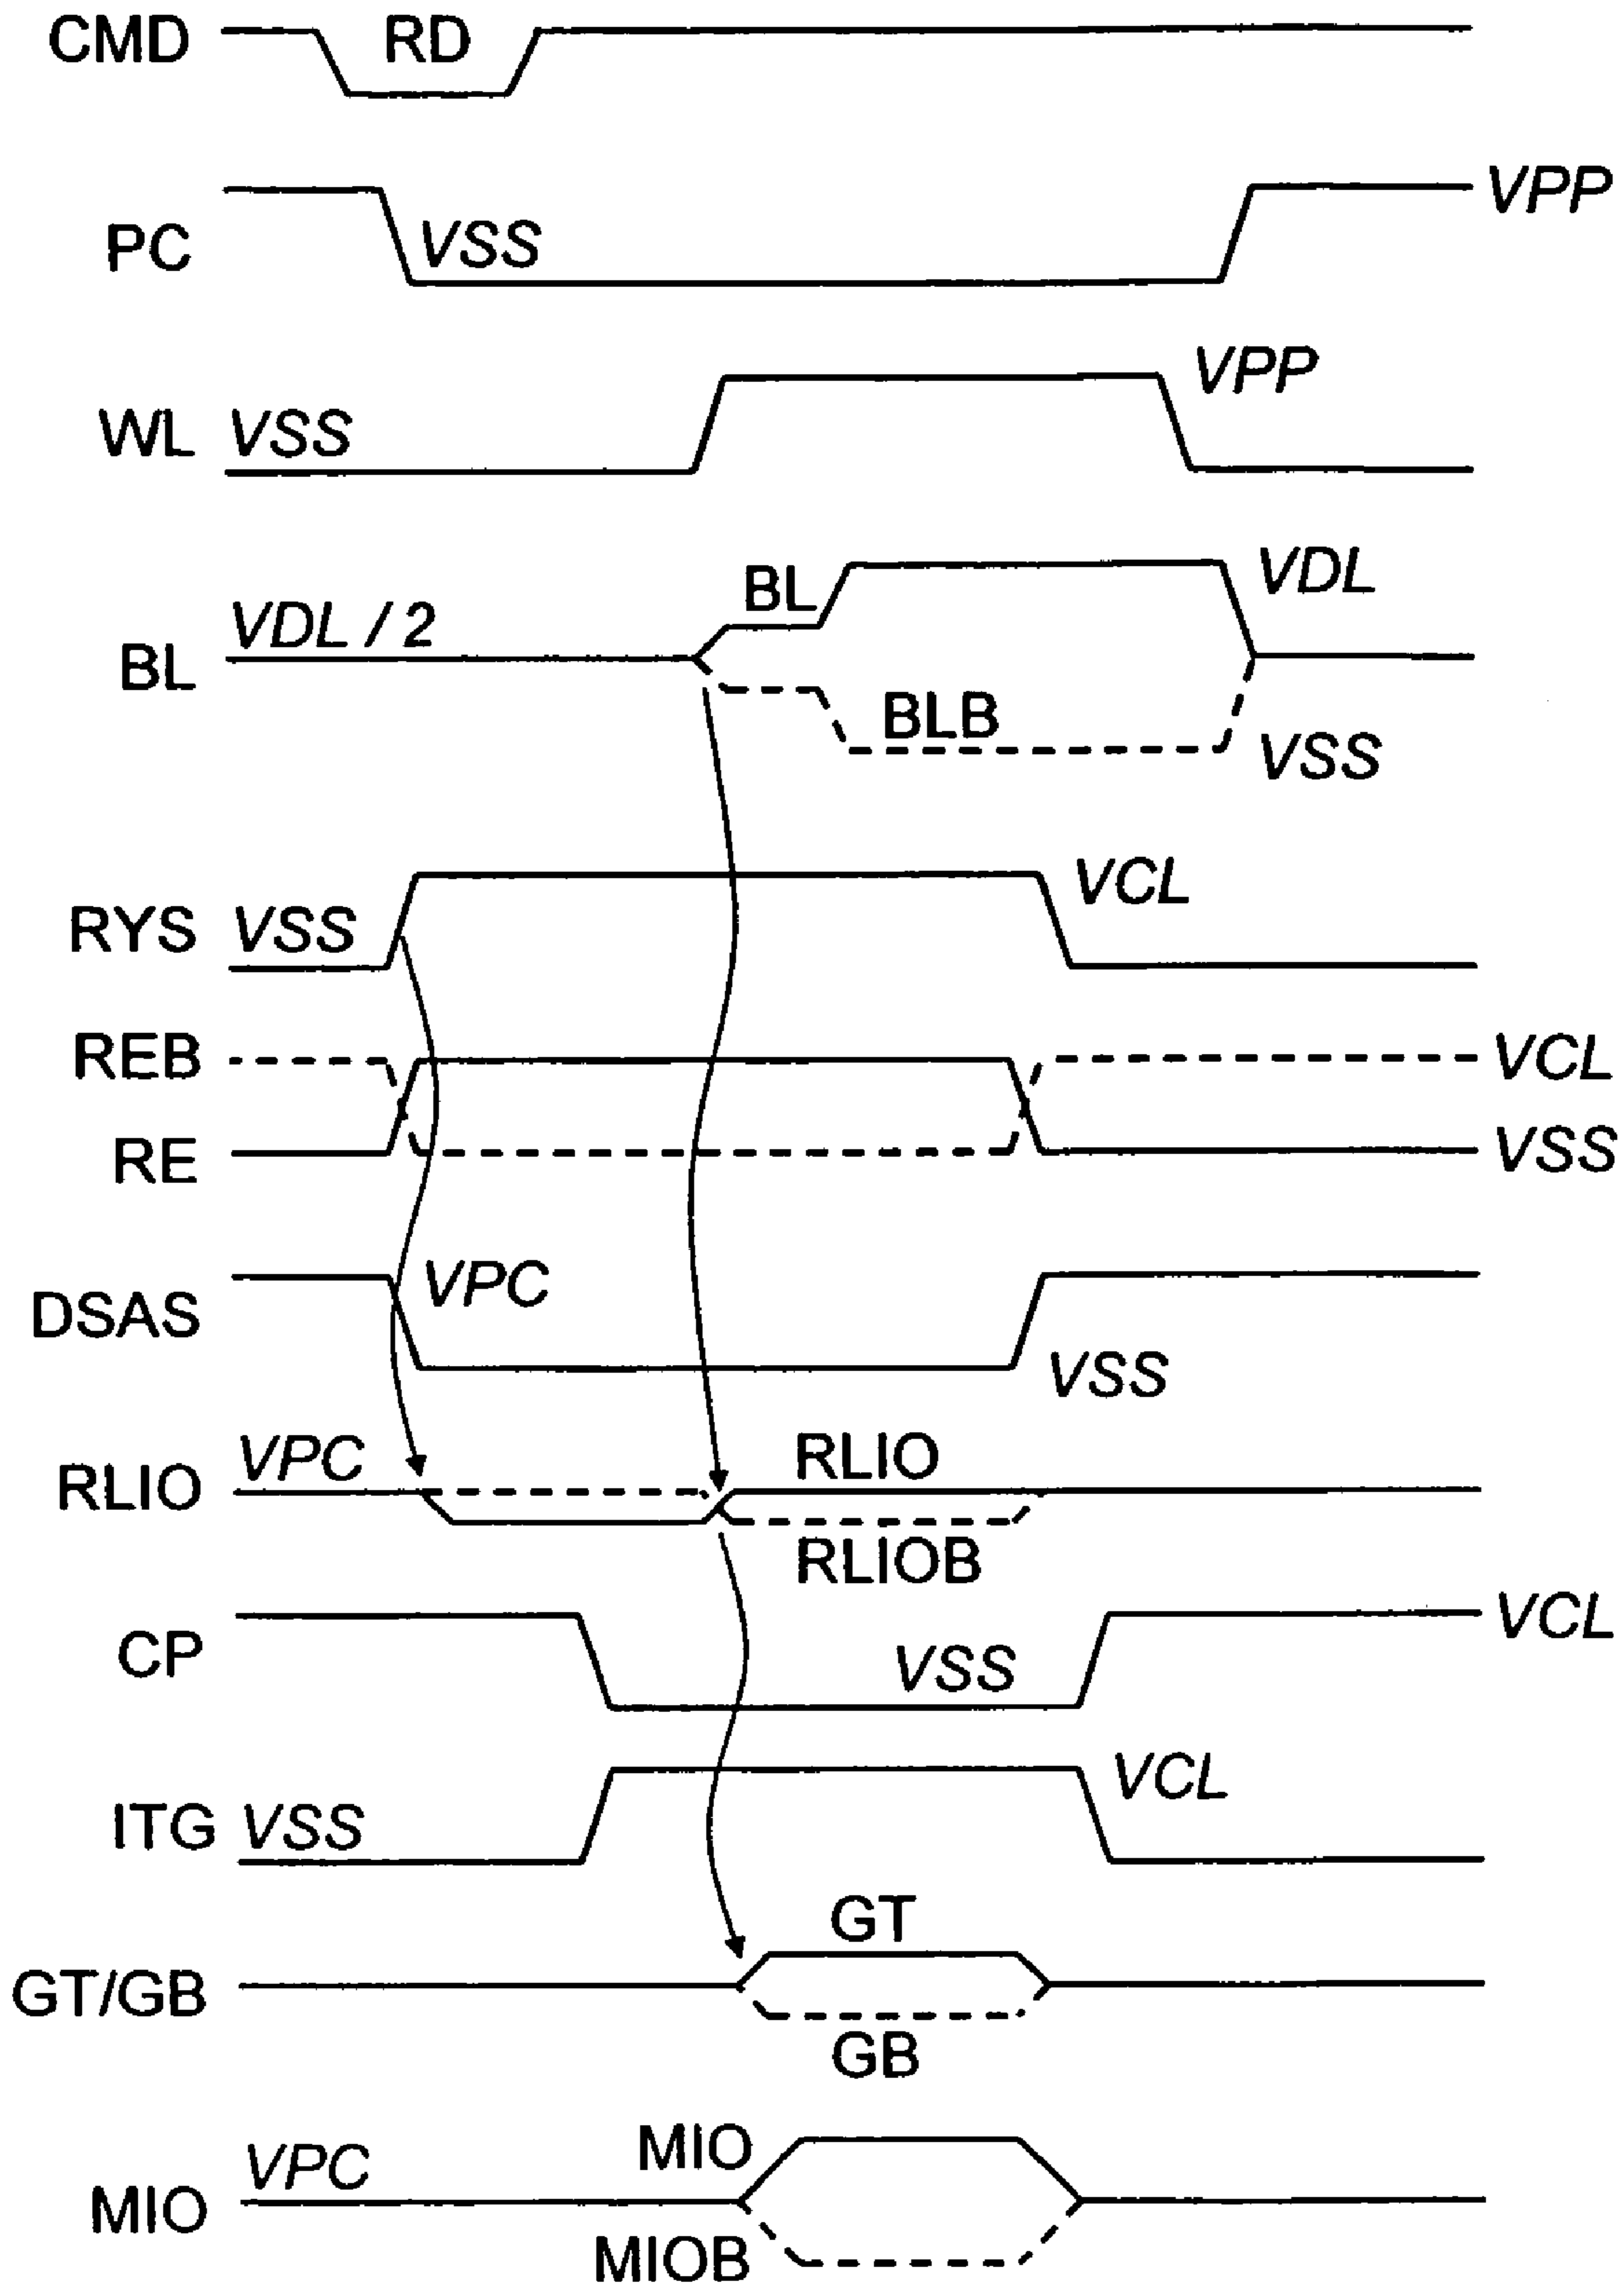 CMD RD
VPP
PC VSS
VPP
WL VSS
VDL
BL
VDL / 2
BL
BLB
VSS
VCL
RYS VSS
REB VCL
RE VSS
VPC
DSAS
VSS
VPC RLIO
RLIO
RLIOB
VCL
CP VSS
VCL
ITG VSS
GT
GT/GB
GB
MIO
VPC
MIO
MIOB